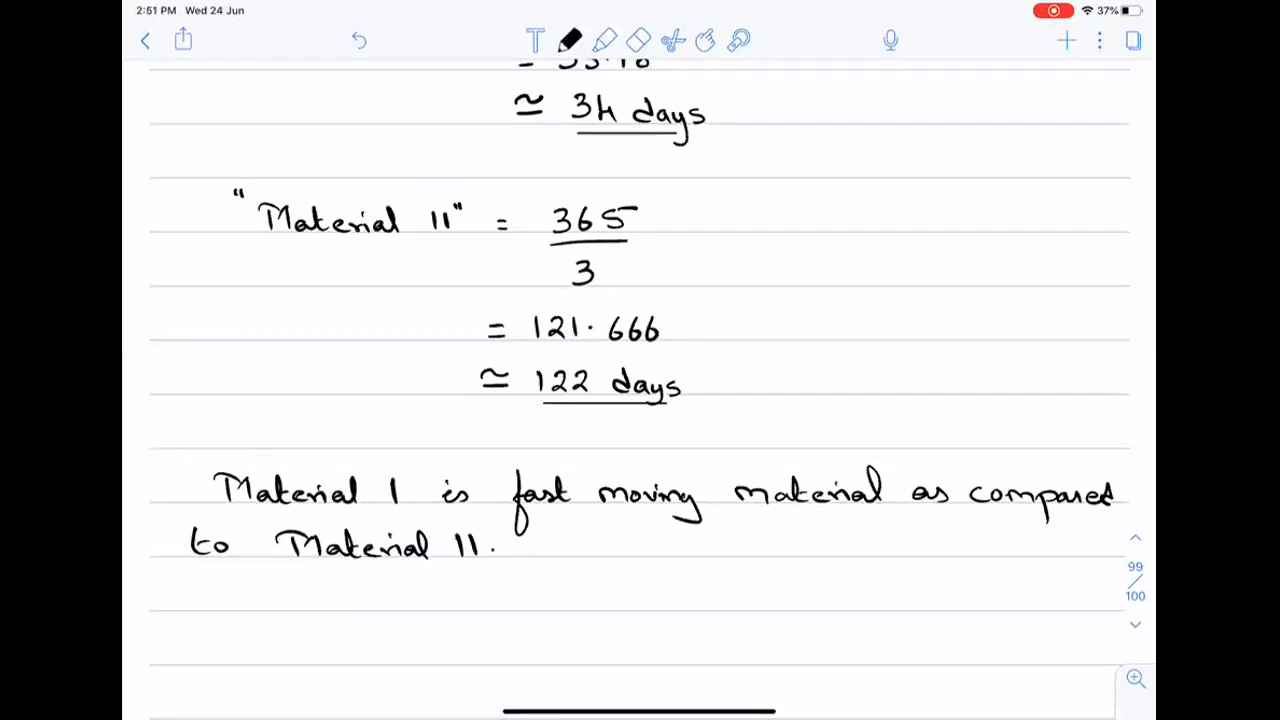 2:51 PM Wed 24 Jun
37%
≃ 34 days
"Material II" = 365
3
= 121.666
≃ 122 days
Material I is fast moving material as compared
to Material II.
99
100